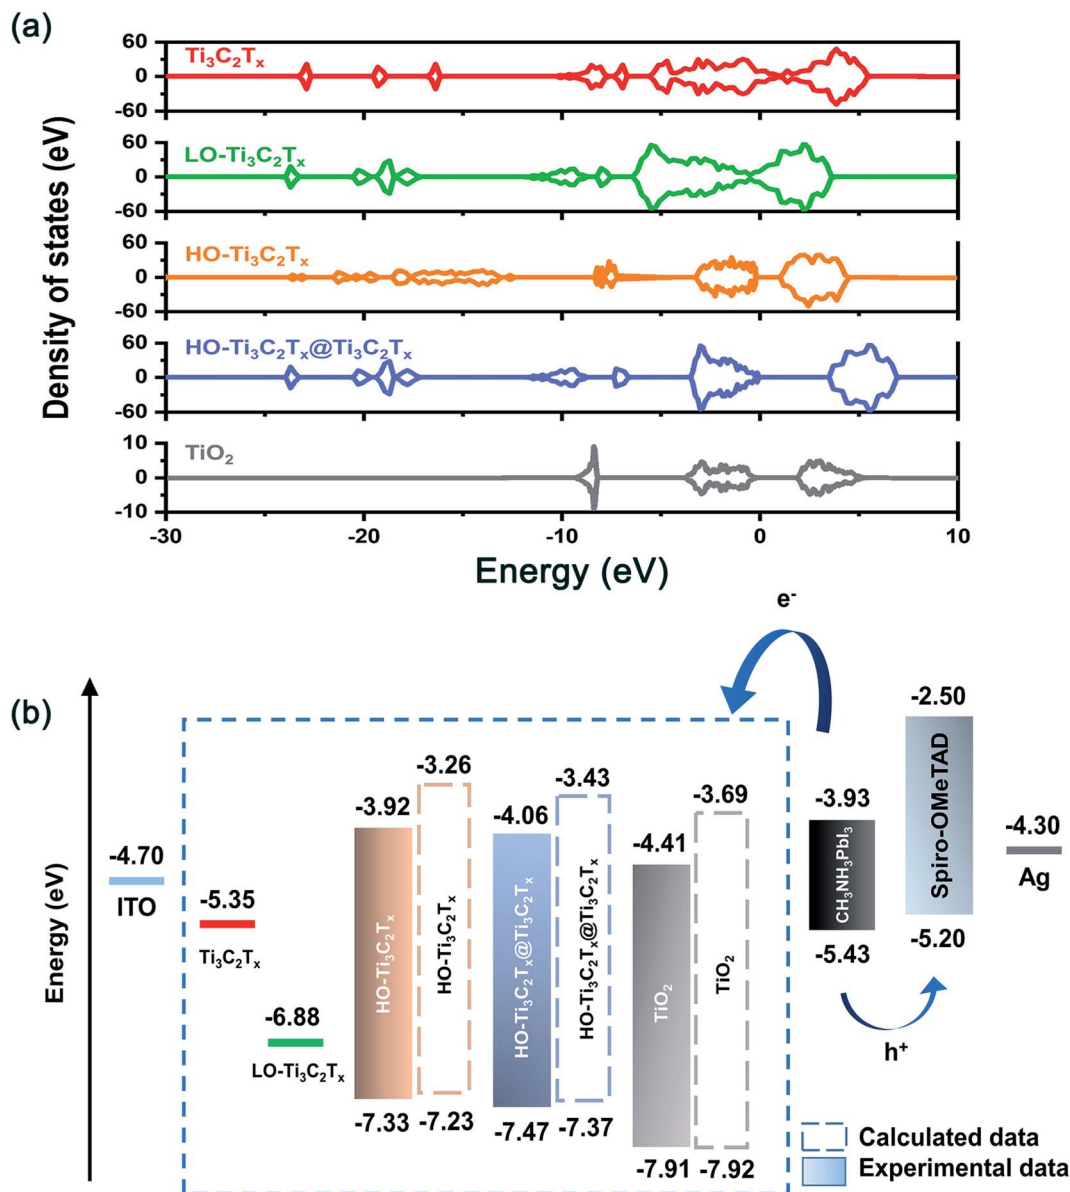 (a)
Density of states (eV)
60
0
-60
Ti₃C₂Tₓ
60
0
-60
LO-Ti₃C₂Tₓ
60
0
-60
HO-Ti₃C₂Tₓ
60
0
-60
HO-Ti₃C₂Tₓ@Ti₃C₂Tₓ
10
0
-10
TiO₂
-30 -20 -10 0 10
Energy (eV)
(b)
Energy (eV)
e⁻
-4.70
ITO
-5.35
Ti₃C₂Tₓ
-6.88
LO-Ti₃C₂Tₓ
-3.92
HO-Ti₃C₂Tₓ
-7.33
-3.26
HO-Ti₃C₂Tₓ
-7.23
-4.06
HO-Ti₃C₂Tₓ@Ti₃C₂Tₓ
-7.47
-3.43
HO-Ti₃C₂Tₓ@Ti₃C₂Tₓ
-7.37
-4.41
TiO₂
-7.91
-3.69
TiO₂
-7.92
-3.93
CH₃NH₃PbI₃
-5.43
-2.50
Spiro-OMeTAD
-5.20
-4.30
Ag
h⁺
Calculated data
Experimental data